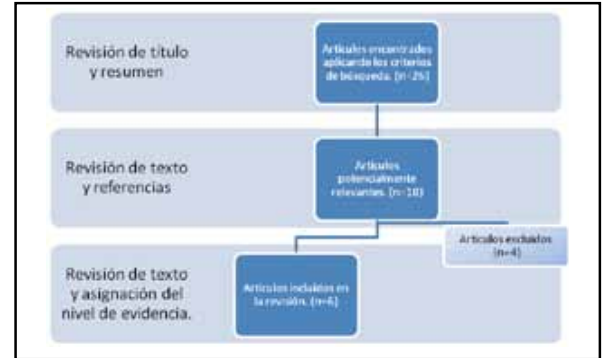 Revisión de título
y resumen
Artículos encontrados
aplicando los criterios
de búsqueda. (n=26)
Revisión de texto
y referencias
Artículos
potencialmente
relevantes. (n=10)
Artículos excluidos
(n=4)
Revisión de texto
y asignación del
nivel de evidencia.
Artículos incluidos en
la revisión. (n=6)